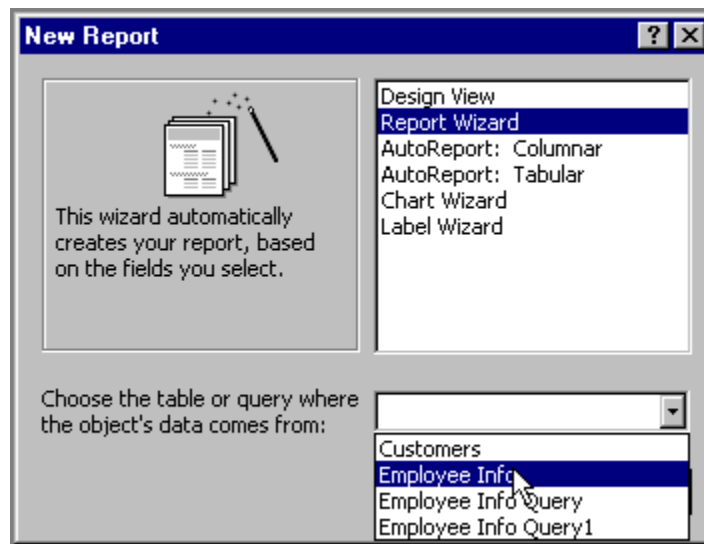 New Report
Design View
Report Wizard
AutoReport: Columnar
AutoReport: Tabular
Chart Wizard
Label Wizard
This wizard automatically
creates your report, based
on the fields you select.
Choose the table or query where
the object's data comes from:
Customers
Employee Info
Employee Info Query
Employee Info Query1